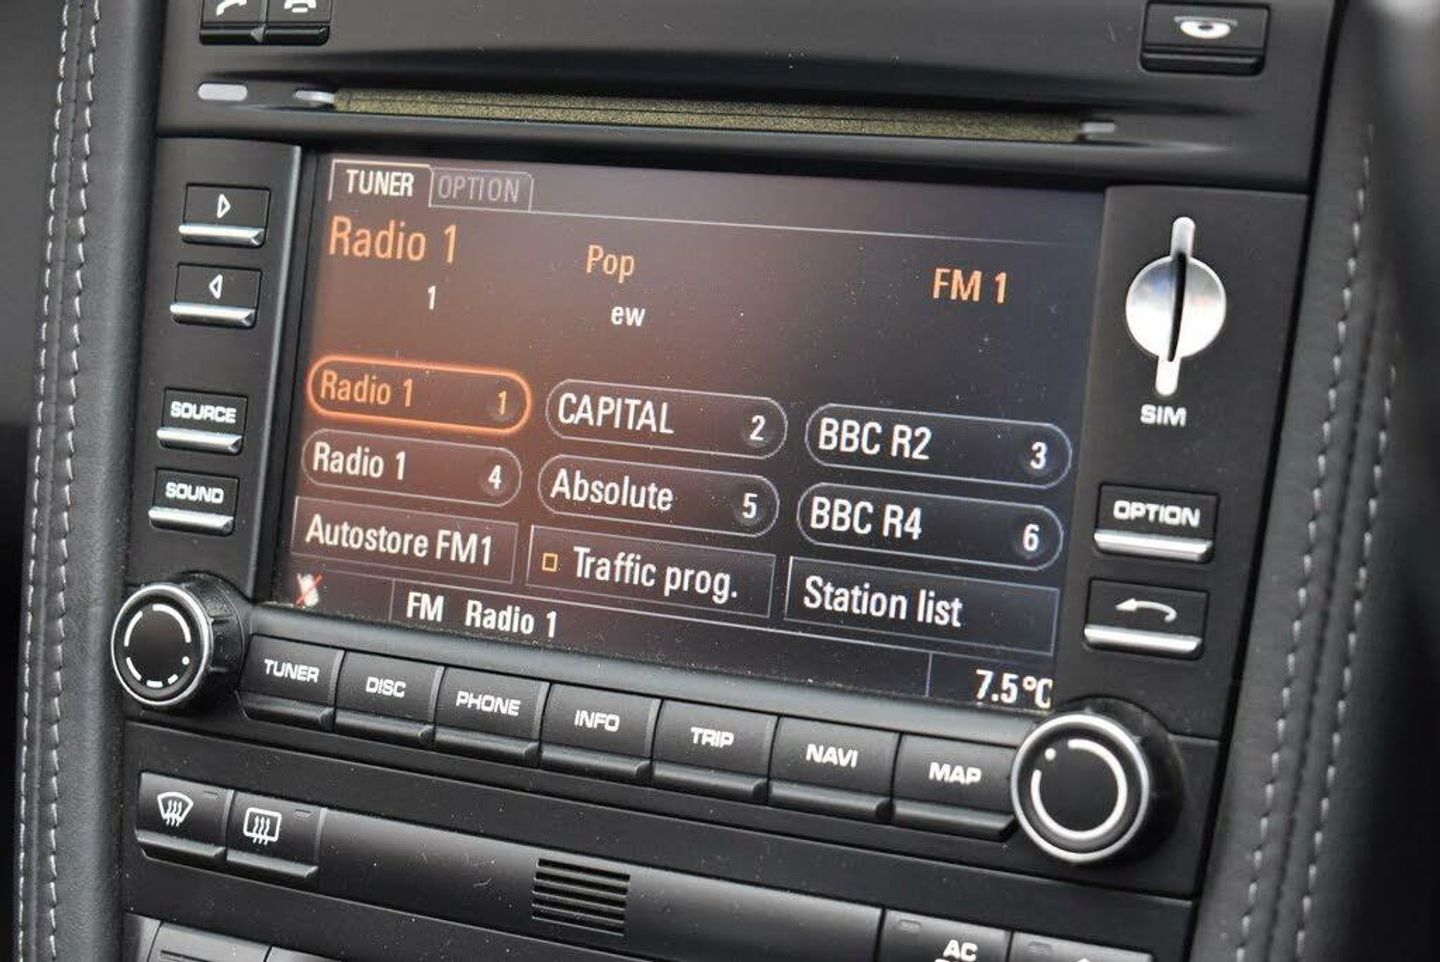 TUNER OPTION
Radio 1 Pop FM 1
1 ew
Radio 1 1 CAPITAL 2 BBC R2 3
Radio 1 4 Absolute 5 BBC R4 6
Autostore FM1 Traffic prog. Station list
FM Radio 1
7.5°C
SOURCE
SOUND
SIM
OPTION
TUNER DISC PHONE INFO TRIP NAVI MAP
AC